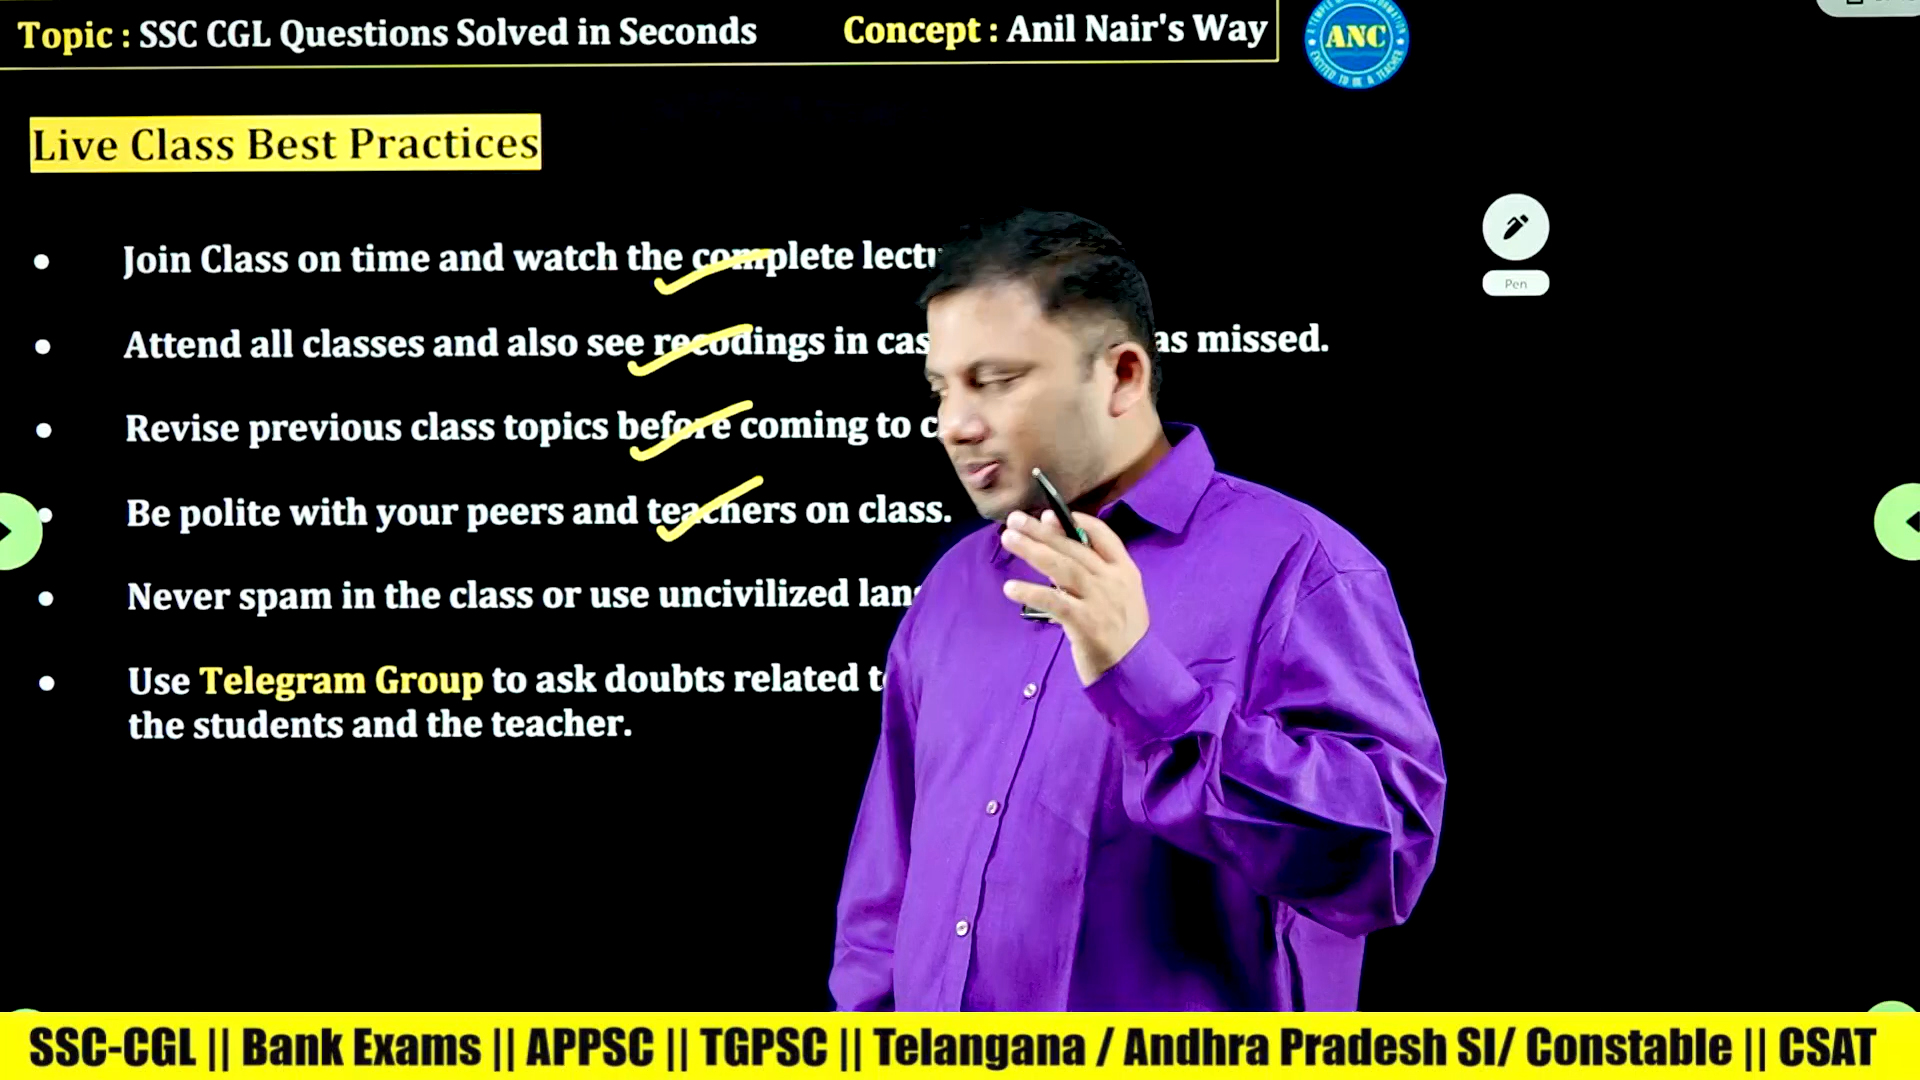 Topic : SSC CGL Questions Solved in Seconds
Concept : Anil Nair's Way
ANC
EXCITED TO BE A TEACHER
Live Class Best Practices
Join Class on time and watch the complete
Attend all classes and also see recodings in missed.
Revise previous class topics before coming to
Be polite with your peers and teachers on class.
Never spam in the class or use uncivilized
Use Telegram Group to ask doubts related
the students and the teacher.
Pen
SSC-CGL || Bank Exams || APPSC || TGPSC || Telangana / Andhra Pradesh SI/ Constable || CSAT